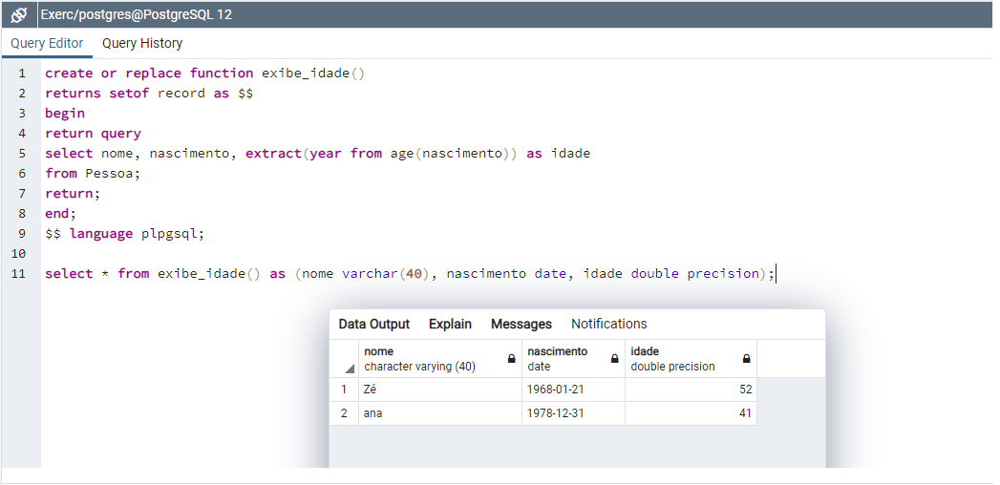 Exerc/postgres@PostgreSQL 12
Query Editor Query History
1 create or replace function exibe_idade()
2 returns setof record as $$
3 begin
4 return query
5 select nome, nascimento, extract(year from age(nascimento)) as idade
6 from Pessoa;
7 return;
8 end;
9 $$ language plpgsql;
10
11 select * from exibe_idade() as (nome varchar(40), nascimento date, idade double precision);
Data Output Explain Messages Notifications
nome nascimento idade
character varying (40) date double precision
1 Zé 1968-01-21 52
2 ana 1978-12-31 41